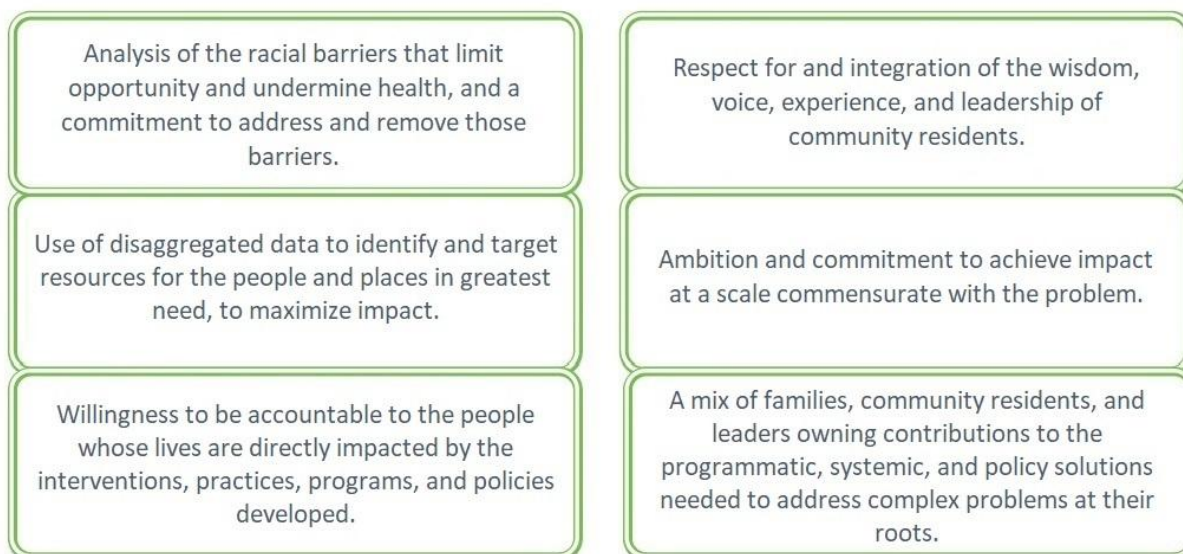 Analysis of the racial barriers that limit
opportunity and undermine health, and a
commitment to address and remove those
barriers.
Respect for and integration of the wisdom,
voice, experience, and leadership of
community residents.
Use of disaggregated data to identify and target
resources for the people and places in greatest
need, to maximize impact.
Ambition and commitment to achieve impact
at a scale commensurate with the problem.
Willingness to be accountable to the people
whose lives are directly impacted by the
interventions, practices, programs, and policies
developed.
A mix of families, community residents, and
leaders owning contributions to the
programmatic, systemic, and policy solutions
needed to address complex problems at their
roots.